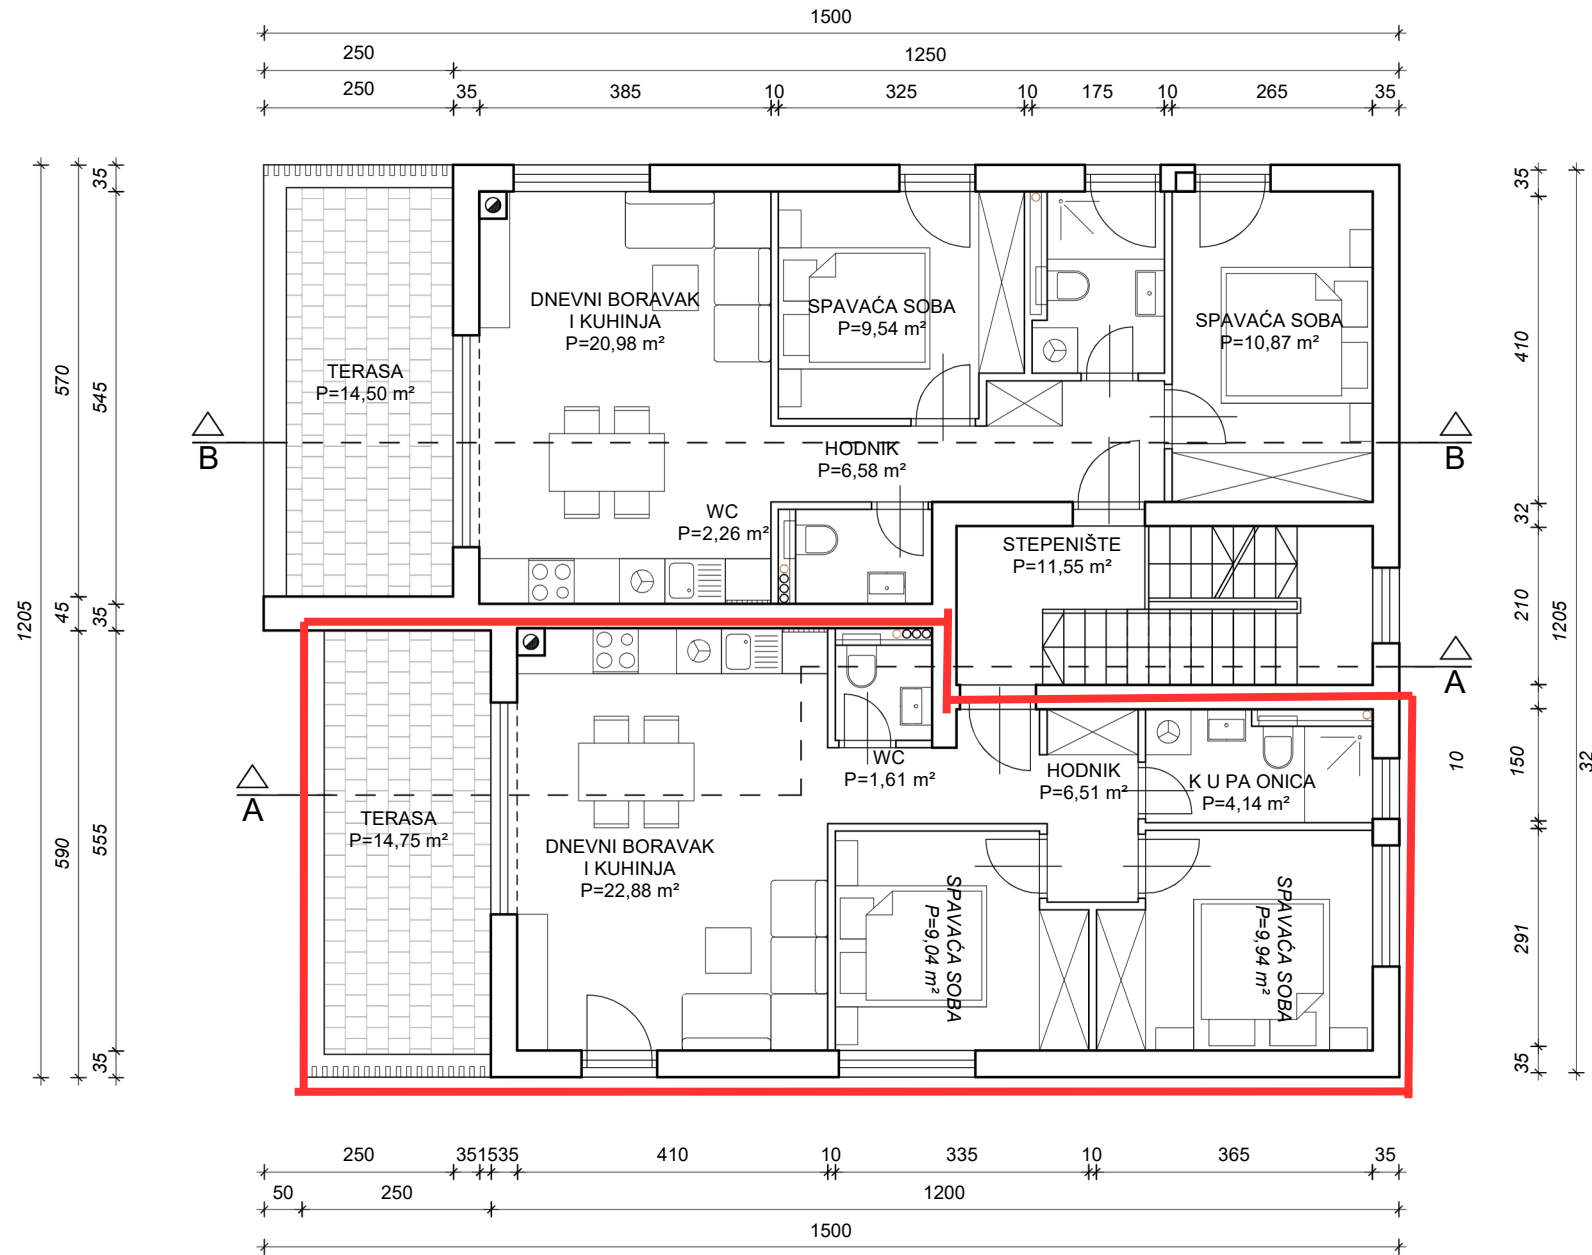 1500
250 1250
250 35 385 10 325 10 175 10 265 35
35
545
35
555
35
570
45
590
1205
DNEVNI BORAVAK
I KUHINJA
P=20,98 m²
SPAVAĆA SOBA
P=9,54 m²
SPAVAĆA SOBA
P=10,87 m²
TERASA
P=14,50 m²
B
B
HODNIK
P=6,58 m²
WC
P=2,26 m²
STEPENIŠTE
P=11,55 m²
A
A
WC
P=1,61 m²
HODNIK
P=6,51 m²
K U PA ONICA
P=4,14 m²
TERASA
P=14,75 m²
DNEVNI BORAVAK
I KUHINJA
P=22,88 m²
SPAVAĆA SOBA
P=9,04 m²
SPAVAĆA SOBA
P=9,94 m²
35
410
32
210
10
150
291
35
1205
32
250 35 15 35 410 10 335 10 365 35
50 250 1200
1500